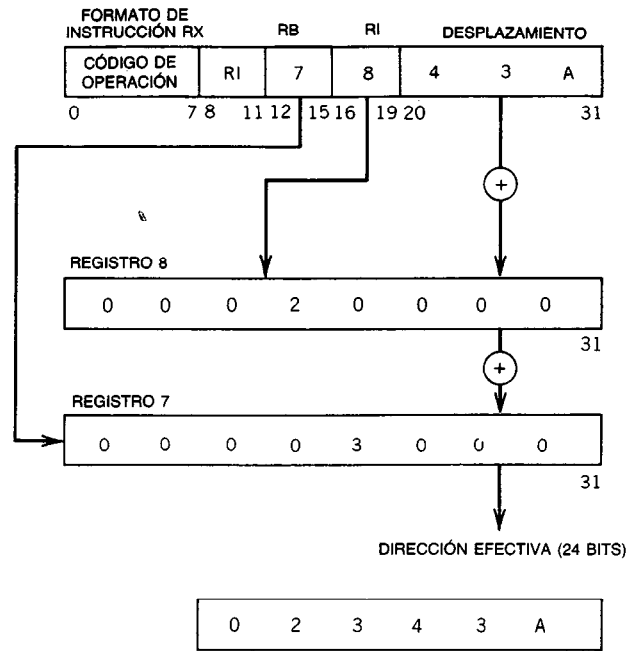 FORMATO DE
INSTRUCCIÓN RX RB RI DESPLAZAMIENTO
CÓDIGO DE
OPERACIÓN RI 7 8 4 3 A
0 7 8 11 12 15 16 19 20 31
+
REGISTRO 8
0 0 0 2 0 0 0 0
31
+
REGISTRO 7
0 0 0 0 3 0 0 0
31
DIRECCIÓN EFECTIVA (24 BITS)
0 2 3 4 3 A